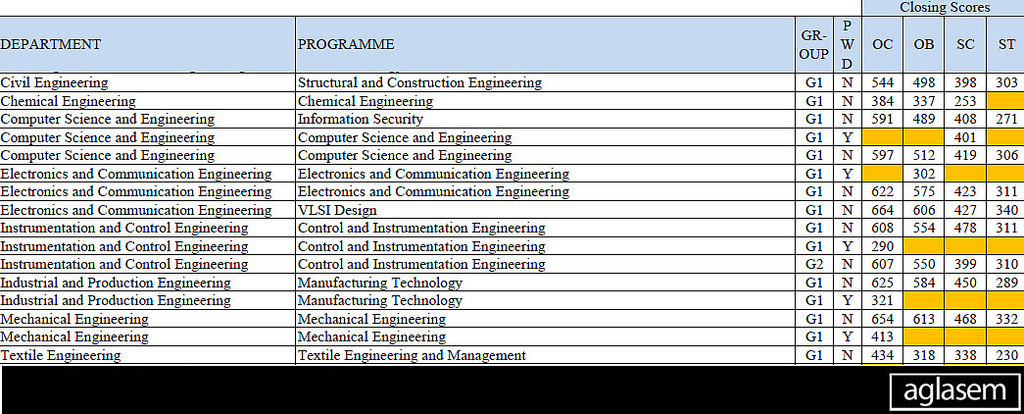 Closing Scores
DEPARTMENT PROGRAMME GR-OUP P W D OC OB SC ST
Civil Engineering Structural and Construction Engineering G1 N 544 498 398 303
Chemical Engineering Chemical Engineering G1 N 384 337 253
Computer Science and Engineering Information Security G1 N 591 489 408 271
Computer Science and Engineering Computer Science and Engineering G1 Y 401
Computer Science and Engineering Computer Science and Engineering G1 N 597 512 419 306
Electronics and Communication Engineering Electronics and Communication Engineering G1 Y 302
Electronics and Communication Engineering Electronics and Communication Engineering G1 N 622 575 423 311
Electronics and Communication Engineering VLSI Design G1 N 664 606 427 340
Instrumentation and Control Engineering Control and Instrumentation Engineering G1 N 608 554 478 311
Instrumentation and Control Engineering Control and Instrumentation Engineering G1 Y 290
Instrumentation and Control Engineering Control and Instrumentation Engineering G2 N 607 550 399 310
Industrial and Production Engineering Manufacturing Technology G1 N 625 584 450 289
Industrial and Production Engineering Manufacturing Technology G1 Y 321
Mechanical Engineering Mechanical Engineering G1 N 654 613 468 332
Mechanical Engineering Mechanical Engineering G1 Y 413
Textile Engineering Textile Engineering and Management G1 N 434 318 338 230
aglasem